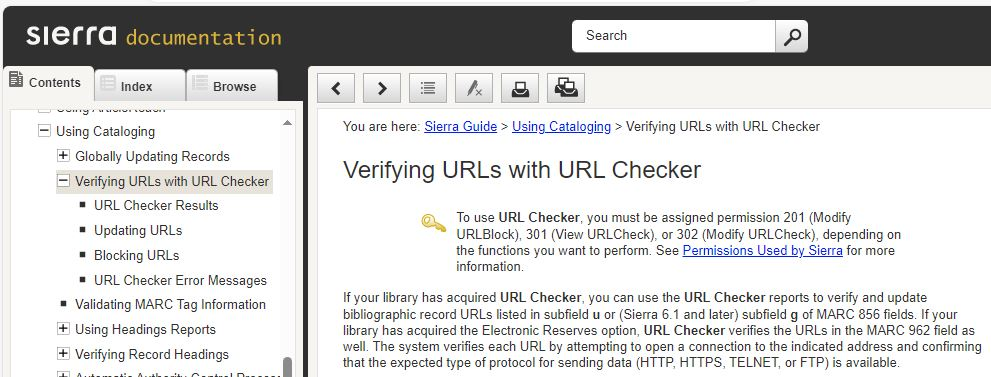 sierra documentation
Search
Contents
Index
Browse
Using Cataloging
Globally Updating Records
Verifying URLs with URL Checker
URL Checker Results
Updating URLs
Blocking URLs
URL Checker Error Messages
Validating MARC Tag Information
Using Headings Reports
Verifying Record Headings
You are here: Sierra Guide > Using Cataloging > Verifying URLs with URL Checker
Verifying URLs with URL Checker
To use URL Checker, you must be assigned permission 201 (Modify
URLBlock), 301 (View URLCheck), or 302 (Modify URLCheck), depending on
the functions you want to perform. See Permissions Used by Sierra for more
information.
If your library has acquired URL Checker, you can use the URL Checker reports to verify and update
bibliographic record URLs listed in subfield u or (Sierra 6.1 and later) subfield g of MARC 856 fields. If your
library has acquired the Electronic Reserves option, URL Checker verifies the URLs in the MARC 962 field as
well. The system verifies each URL by attempting to open a connection to the indicated address and confirming
that the expected type of protocol for sending data (HTTP, HTTPS, TELNET, or FTP) is available.